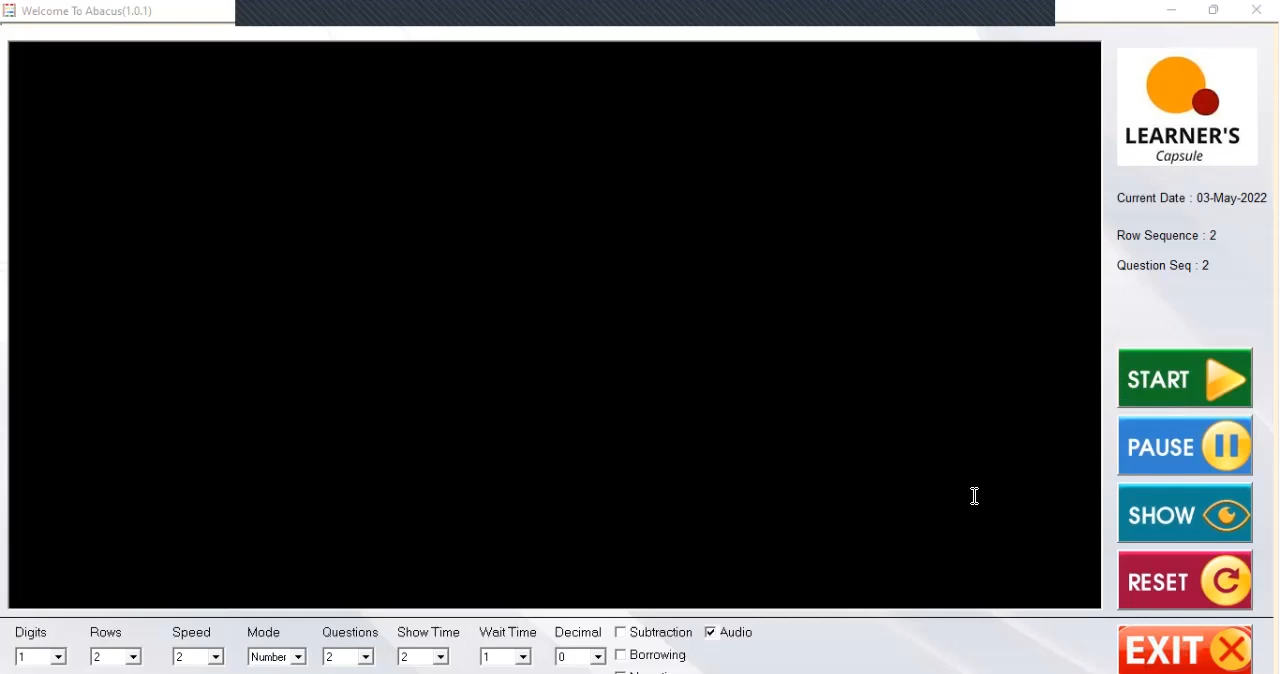 Welcome To Abacus(1.0.1)
LEARNER'S
Capsule
Current Date : 03-May-2022
Row Sequence : 2
Question Seq : 2
START
PAUSE
SHOW
RESET
EXIT
Digits Rows Speed Mode Questions Show Time Wait Time Decimal Subtraction Audio
1 2 2 Number 2 2 1 0 Borrowing